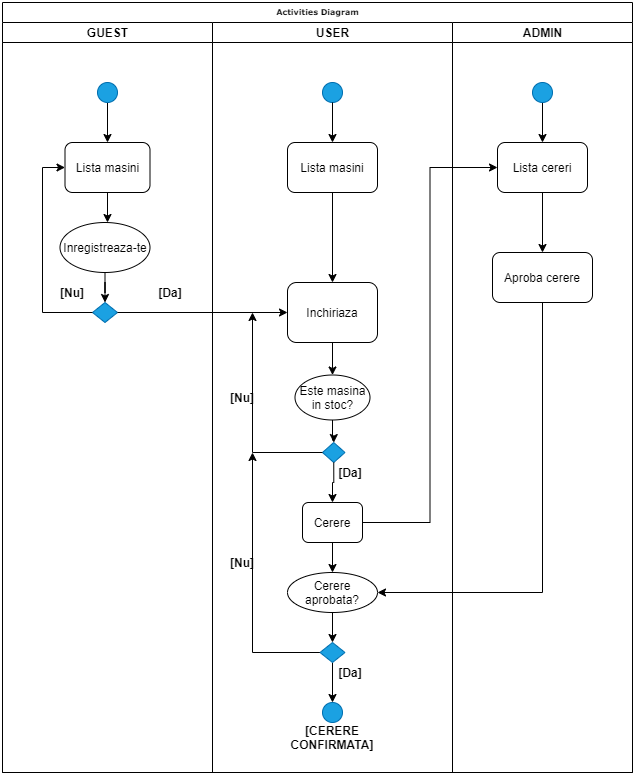 Activities Diagram
GUEST
USER
ADMIN
Lista masini
Lista masini
Lista cereri
Inregistreaza-te
Aproba cerere
[Nu]
[Da]
Inchiriaza
Este masina
in stoc?
[Nu]
[Da]
Cerere
[Nu]
Cerere
aprobata?
[Da]
[CERERE
CONFIRMATA]